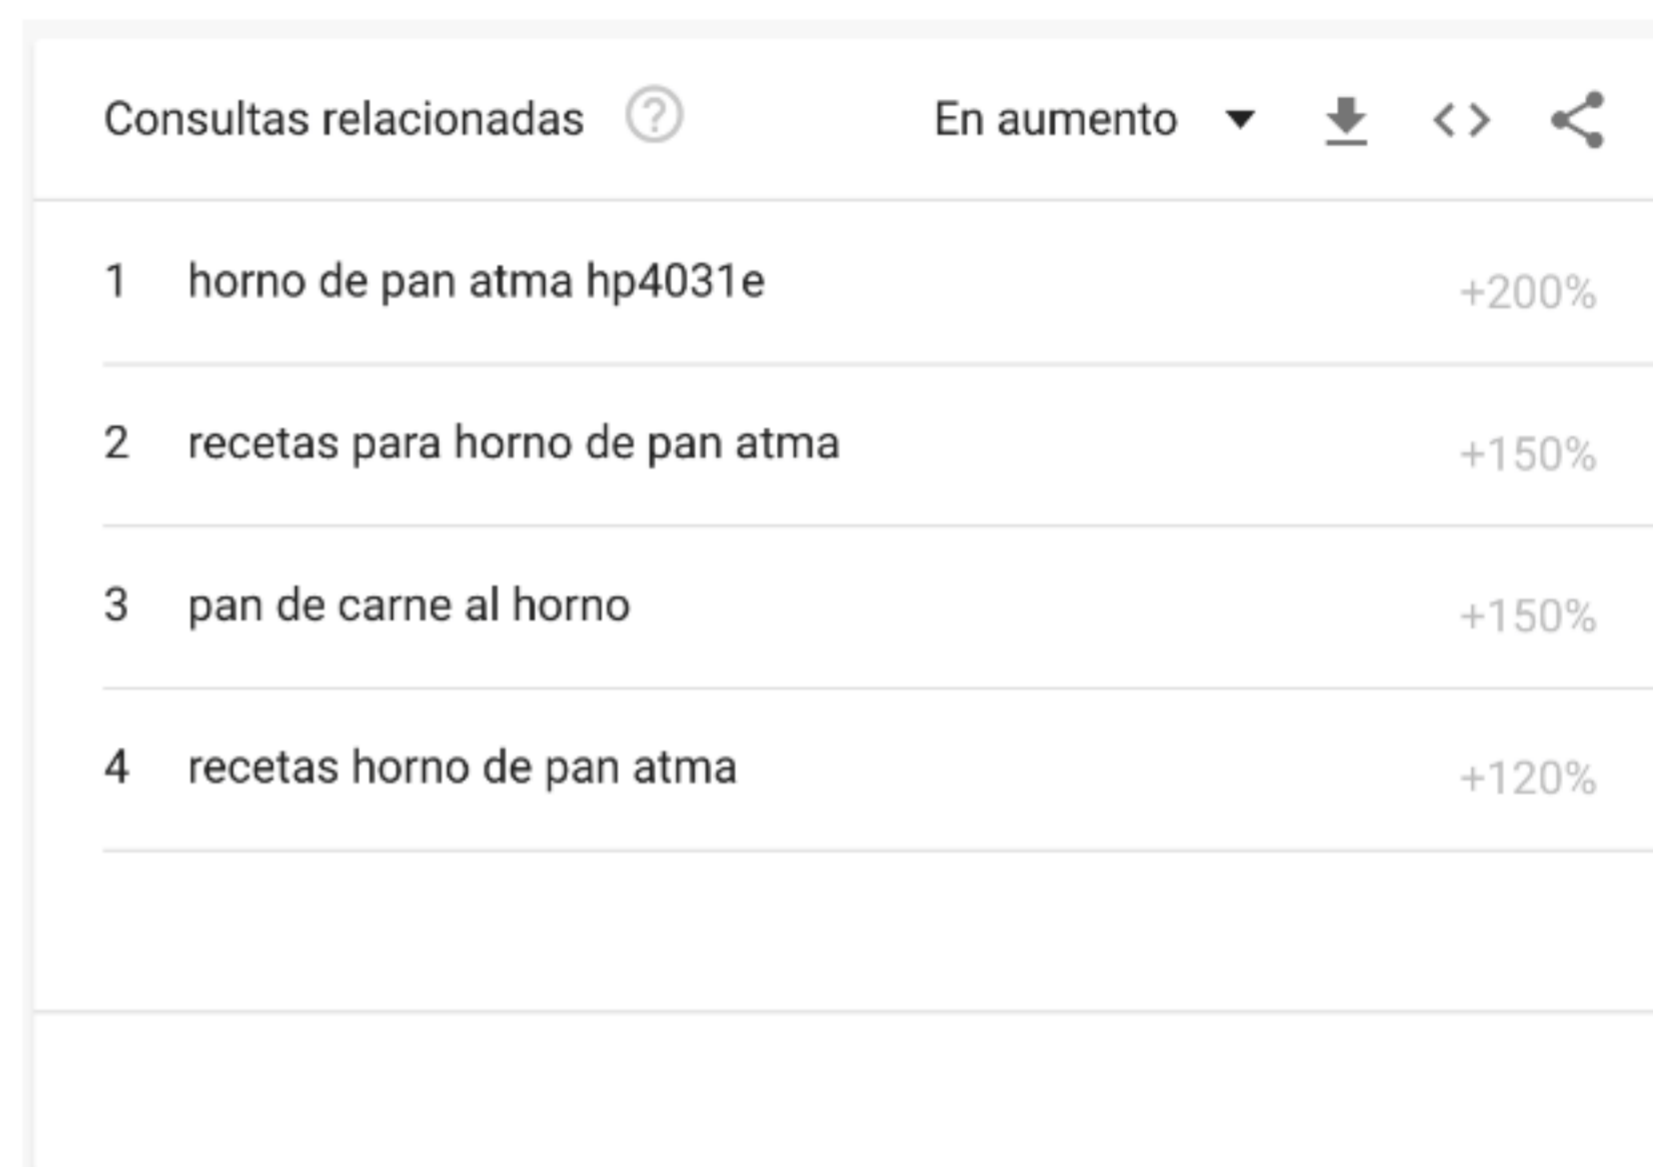 Consultas relacionadas ? En aumento
1 horno de pan atma hp4031e +200%
2 recetas para horno de pan atma +150%
3 pan de carne al horno +150%
4 recetas horno de pan atma +120%